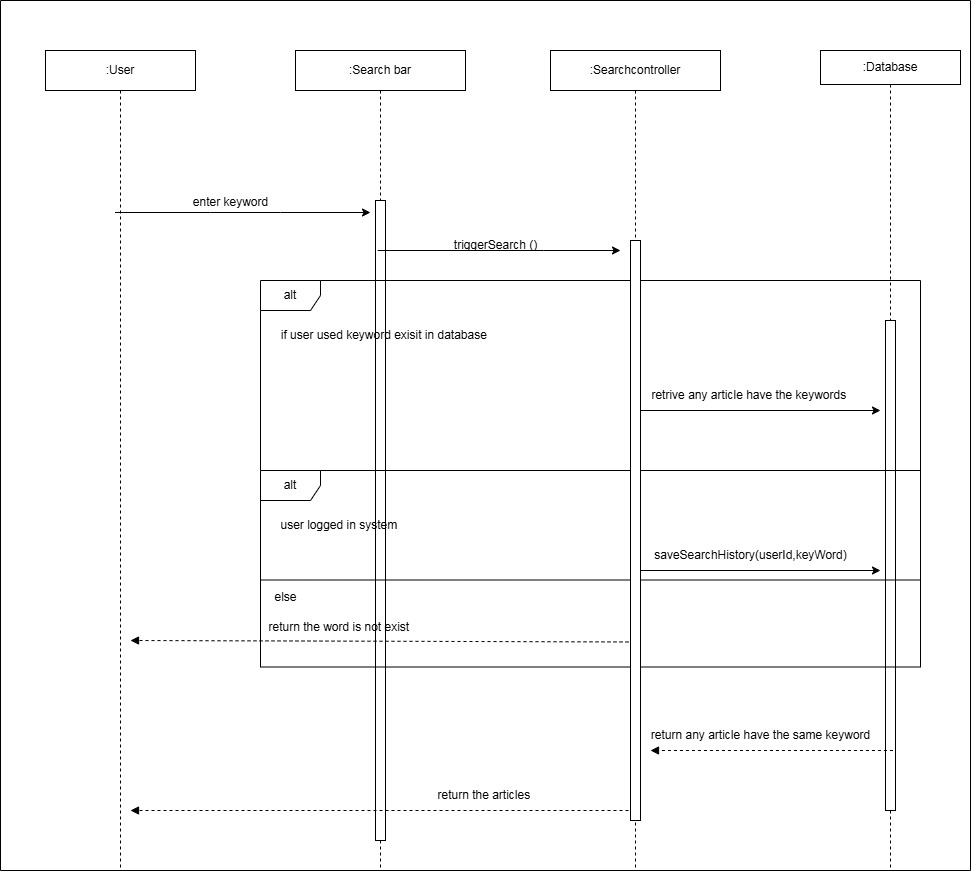 :User
:Search bar
:Searchcontroller
:Database
enter keyword
triggerSearch ()
alt
if user used keyword exisit in database
retrive any article have the keywords
alt
user logged in system
saveSearchHistory(userId,keyWord)
else
return the word is not exist
return any article have the same keyword
return the articles